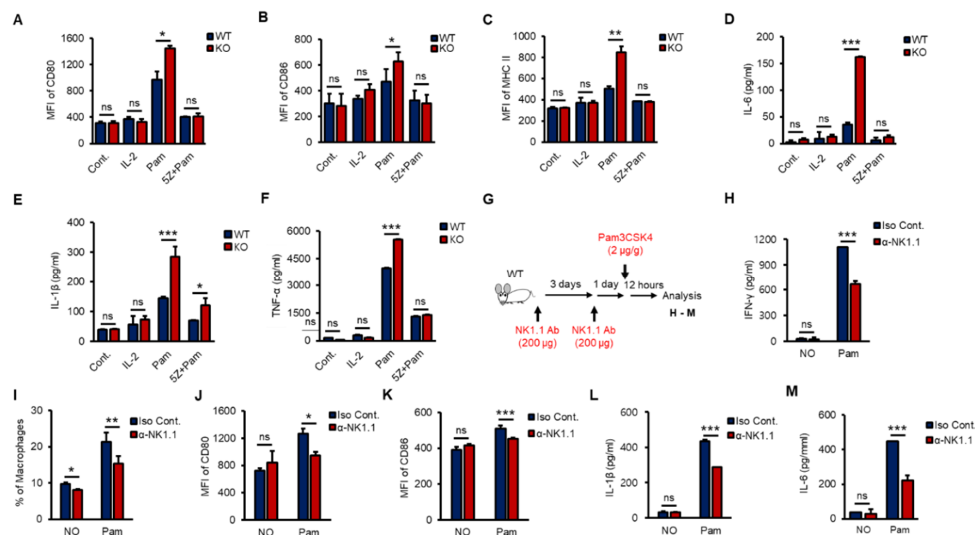 A
MFI of CD80
1600
1200
800
400
0
*
ns
ns
ns
WT
KO
Cont.
IL-2
Pam
5Z+Pam
B
MFI of CD86
800
600
400
200
0
*
ns
ns
ns
WT
KO
Cont.
IL-2
Pam
5Z+Pam
C
MFI of MHC II
1000
800
600
400
200
0
**
ns
ns
ns
WT
KO
Cont.
IL-2
Pam
5Z+Pam
D
IL-6 (pg/ml)
200
150
100
50
0
***
ns
ns
ns
WT
KO
Cont.
IL-2
Pam
5Z+Pam
E
IL-1β (pg/ml)
400
300
200
100
0
***
ns
ns
*
WT
KO
Cont.
IL-2
Pam
5Z+Pam
F
TNF-α (pg/ml)
6000
4500
3000
1500
0
***
ns
ns
ns
WT
KO
Cont.
IL-2
Pam
5Z+Pam
G
Pam3CSK4
(2 µg/g)
WT
3 days
1 day
12 hours
Analysis
H - M
NK1.1 Ab
(200 µg)
NK1.1 Ab
(200 µg)
H
IFN-γ (pg/ml)
1200
900
600
300
0
***
ns
Iso Cont.
α-NK1.1
NO
Pam
I
% of Macrophages
30
20
10
0
**
*
Iso Cont.
α-NK1.1
NO
Pam
J
MFI of CD80
1600
1200
800
400
0
*
ns
Iso Cont.
α-NK1.1
NO
Pam
K
MFI of CD86
600
400
200
0
***
ns
Iso Cont.
α-NK1.1
NO
Pam
L
IL-1β (pg/ml)
600
400
200
0
***
ns
Iso Cont.
α-NK1.1
NO
Pam
M
IL-6 (pg/mml)
600
400
200
0
***
ns
Iso Cont.
α-NK1.1
NO
Pam